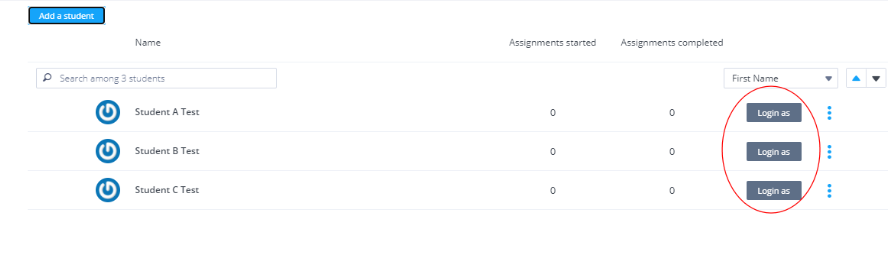 Add a student
Name Assignments started Assignments completed
Search among 3 students First Name
Student A Test 0 0 Login as
Student B Test 0 0 Login as
Student C Test 0 0 Login as